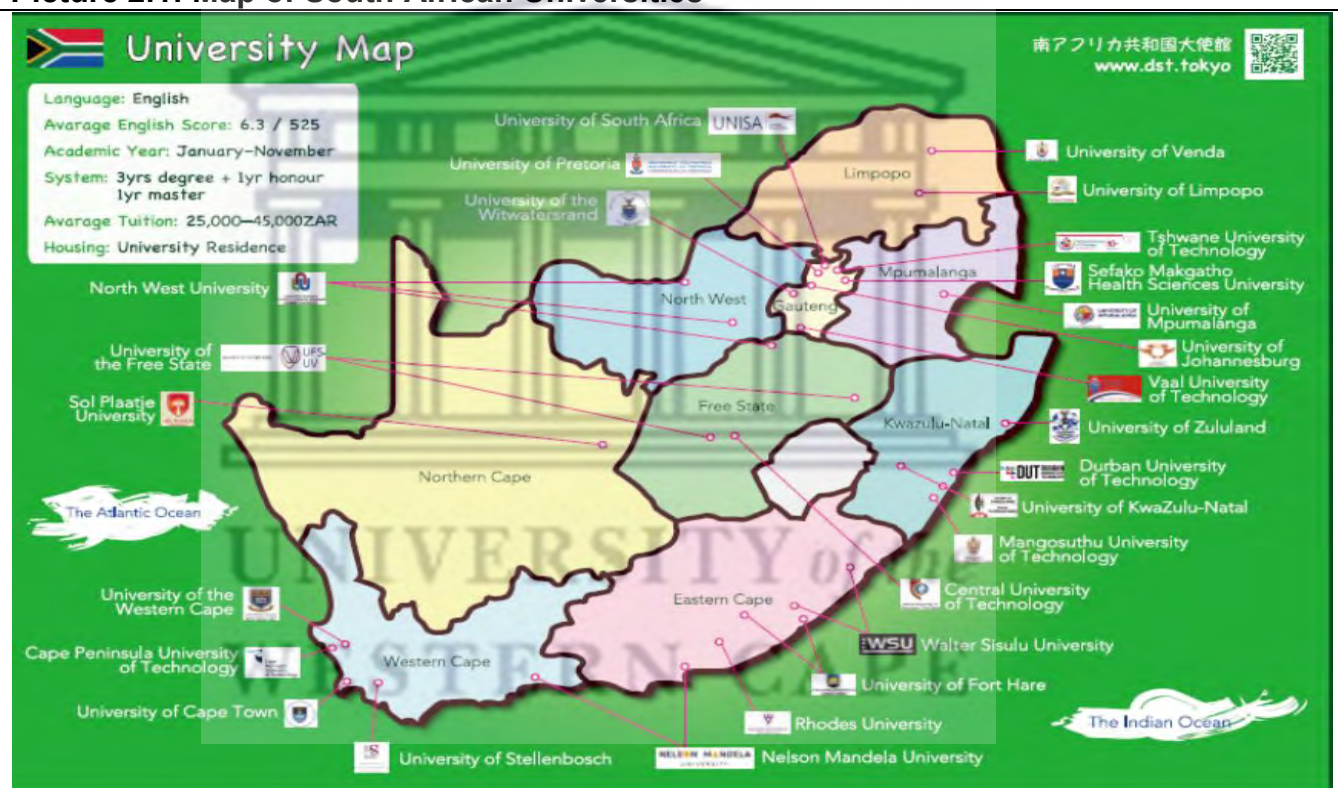 Picture 2.1: Map of South African Universities
University Map
南アフリカ共和国大使館
www.dst.tokyo
Language: English
Avarage English Score: 6.3 / 525
Academic Year: January–November
System: 3yrs degree + 1yr honour
1yr master
Avarage Tuition: 25,000–45,000ZAR
Housing: University Residence
University of South Africa
UNISA
University of Pretoria
University of the
Witwatersrand
North West University
University of
the Free State
UFS
UV
Sol Plaatje
University
The Atlantic Ocean
University of the
Western Cape
Cape Peninsula University
of Technology
University of Cape Town
University of Stellenbosch
Limpopo
Mpumalanga
North West
Gauteng
Free State
Kwazulu-Natal
Northern Cape
Eastern Cape
Western Cape
University of Venda
University of Limpopo
Tshwane University
of Technology
Sefako Makgatho
Health Sciences University
University of
Mpumalanga
University of
Johannesburg
Vaal University
of Technology
University of Zululand
DUT
Durban University
of Technology
University of KwaZulu-Natal
Mangosuthu University
of Technology
Central University
of Technology
WSU
Walter Sisulu University
University of Fort Hare
Rhodes University
NELSON MANDELA
UNIVERSITY
Nelson Mandela University
The Indian Ocean
UNIVERSITY of the
WESTERN CAPE